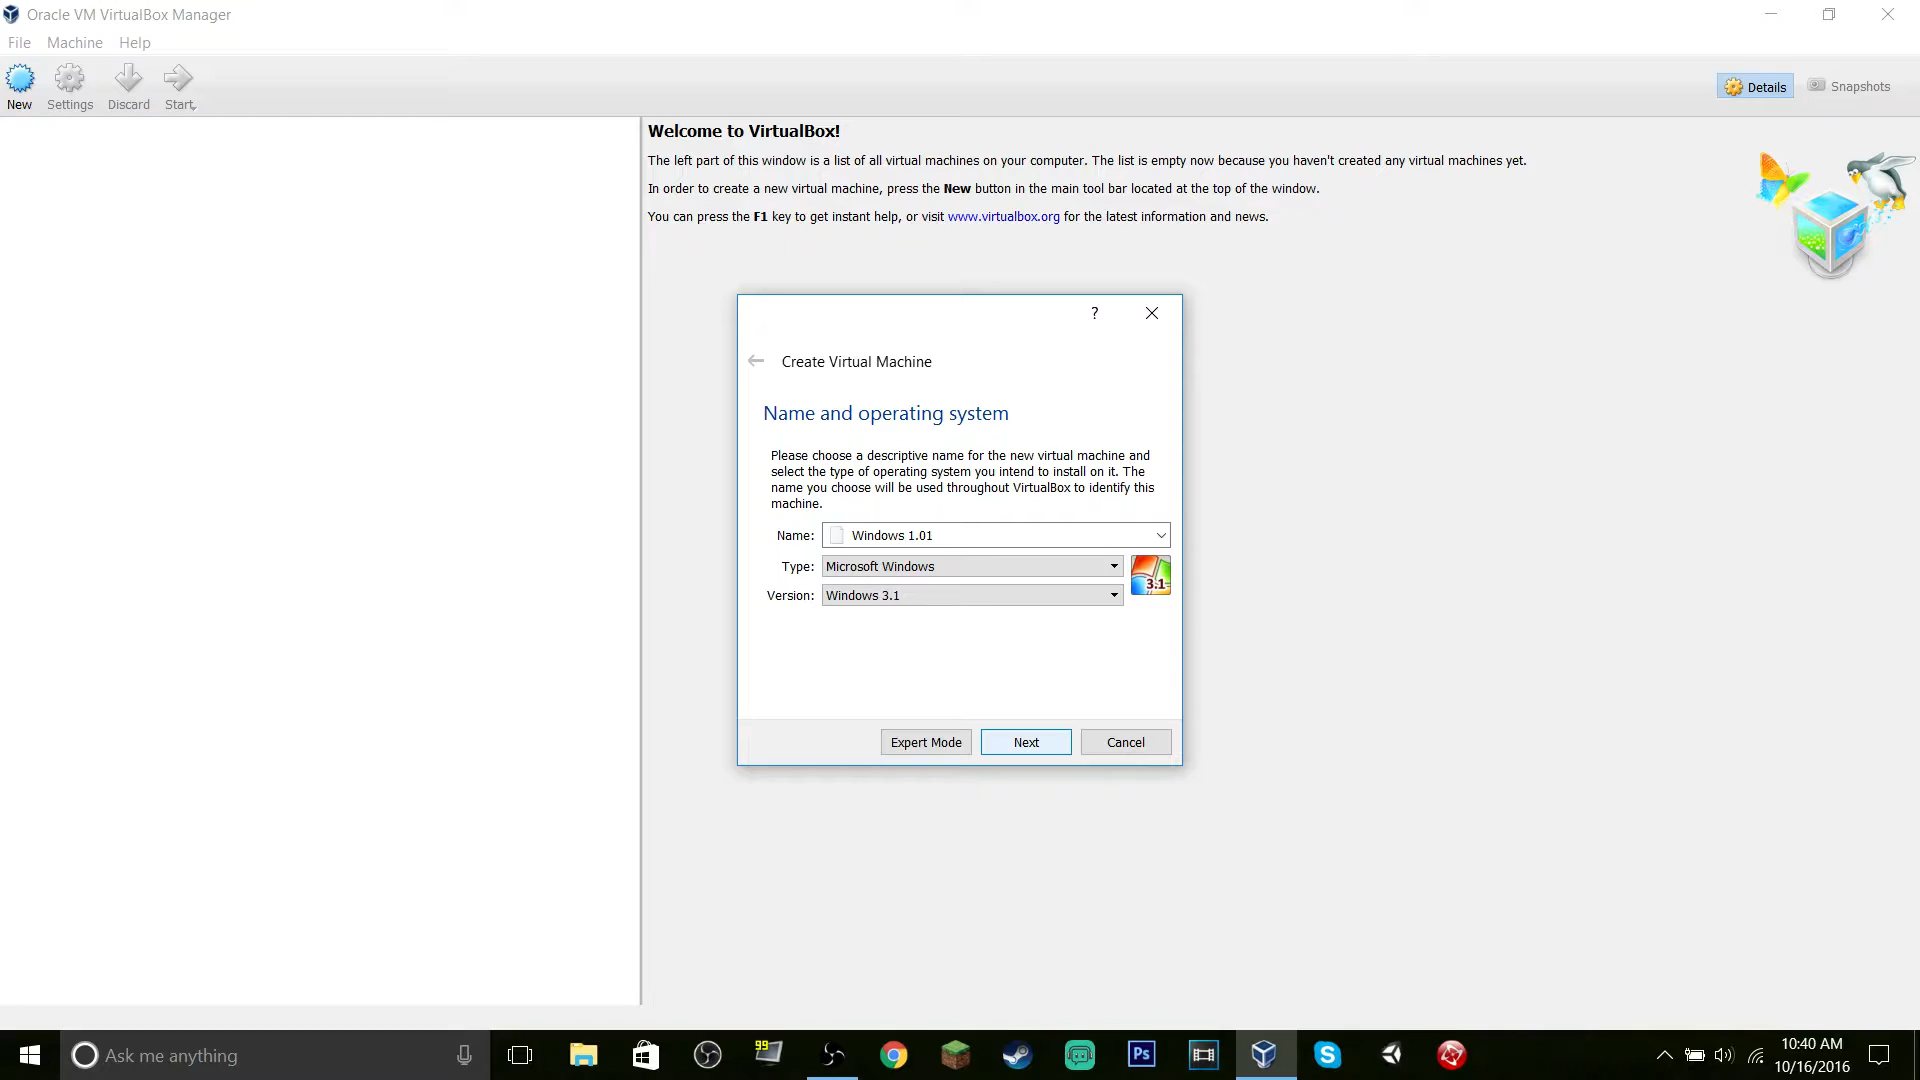 Oracle VM VirtualBox Manager
File Machine Help
New Settings Discard Start
Details Snapshots
Welcome to VirtualBox!
The left part of this window is a list of all virtual machines on your computer. The list is empty now because you haven't created any virtual machines yet.
In order to create a new virtual machine, press the New button in the main tool bar located at the top of the window.
You can press the F1 key to get instant help, or visit www.virtualbox.org for the latest information and news.
?
Create Virtual Machine
Name and operating system
Please choose a descriptive name for the new virtual machine and
select the type of operating system you intend to install on it. The
name you choose will be used throughout VirtualBox to identify this
machine.
Name: Windows 1.01
Type: Microsoft Windows
3.1
Version: Windows 3.1
Expert Mode Next Cancel
Ask me anything
99
Ps
10:40 AM
10/16/2016